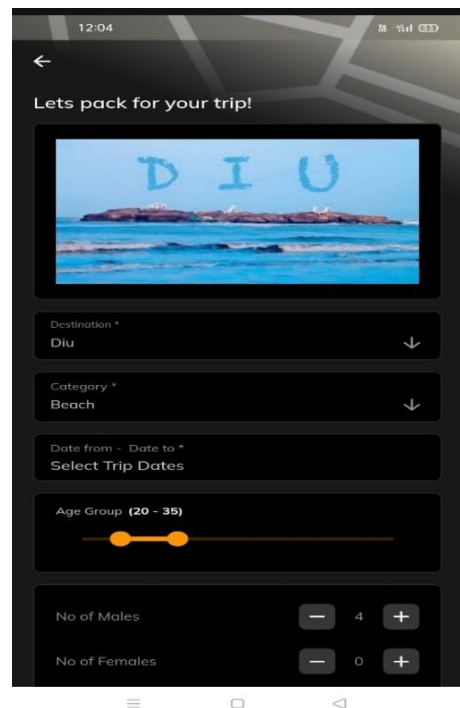 12:04
Lets pack for your trip!
DIU
Destination *
Diu
Category *
Beach
Date from - Date to *
Select Trip Dates
Age Group (20 - 35)
No of Males − 4 +
No of Females − 0 +